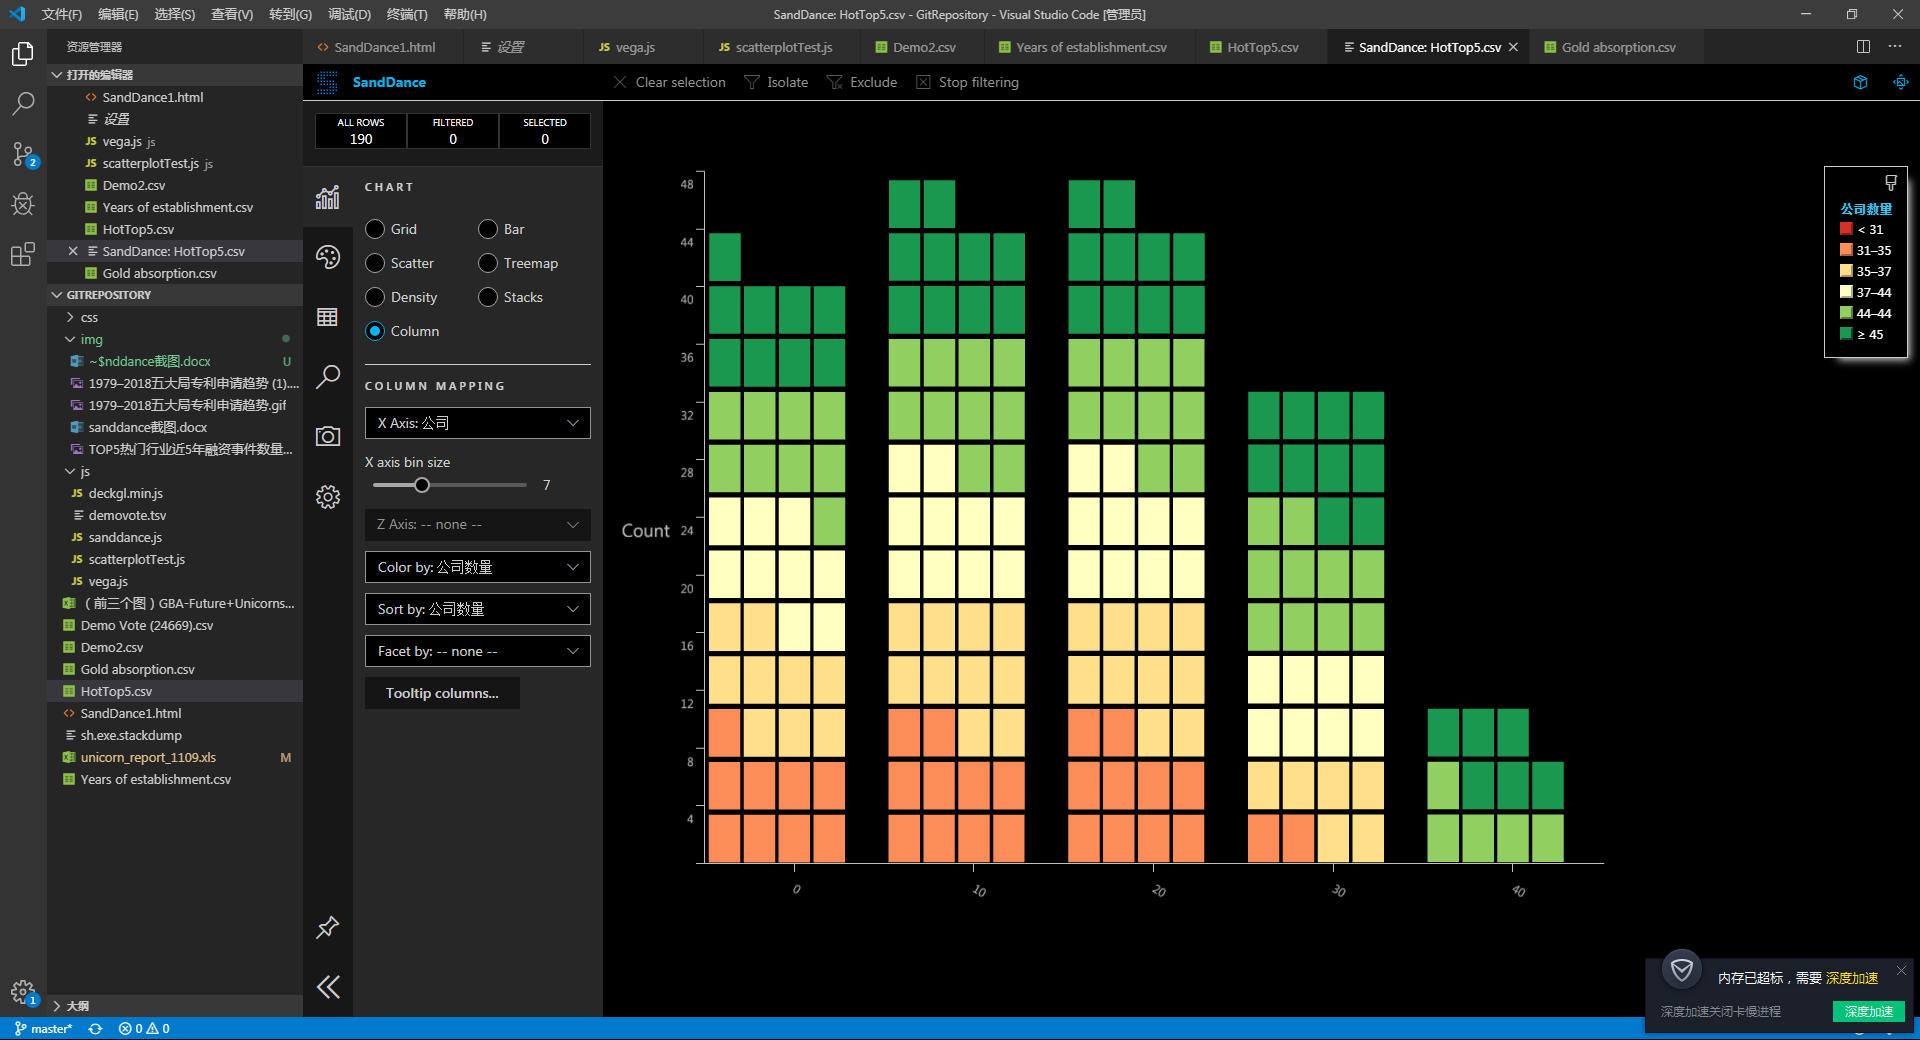 文件(F) 编辑(E) 选择(S) 查看(V) 转到(G) 调试(D) 终端(T) 帮助(H)
SandDance: HotTop5.csv - GitRepository - Visual Studio Code [管理员]
资源管理器
SandDance1.html
设置
vega.js
scatterplotTest.js
Demo2.csv
Years of establishment.csv
HotTop5.csv
SandDance: HotTop5.csv
Gold absorption.csv
打开的编辑器
SandDance1.html
设置
vega.js js
scatterplotTest.js js
Demo2.csv
Years of establishment.csv
HotTop5.csv
SandDance: HotTop5.csv
Gold absorption.csv
GITREPOSITORY
css
img
~$nddance截图.docx U
1979–2018五大局专利申请趋势 (1)....
1979–2018五大局专利申请趋势.gif
sanddance截图.docx
TOP5热门行业近5年融资事件数量...
js
deckgl.min.js
demovote.tsv
sanddance.js
scatterplotTest.js
vega.js
（前三个图）GBA-Future+Unicorns...
Demo Vote (24669).csv
Demo2.csv
Gold absorption.csv
HotTop5.csv
SandDance1.html
sh.exe.stackdump
unicorn_report_1109.xls M
Years of establishment.csv
大纲
2
1
SandDance
Clear selection
Isolate
Exclude
Stop filtering
ALL ROWS
190
FILTERED
0
SELECTED
0
CHART
Grid
Bar
Scatter
Treemap
Density
Stacks
Column
COLUMN MAPPING
X Axis: 公司
X axis bin size
7
Z Axis: -- none --
Color by: 公司数量
Sort by: 公司数量
Facet by: -- none --
Tooltip columns...
Count
48
44
40
36
32
28
24
20
16
12
8
4
0
10
20
30
40
公司数量
< 31
31–35
35–37
37–44
44–44
≥ 45
内存已超标，需要 深度加速
深度加速关闭卡慢进程
深度加速
master*
0
0